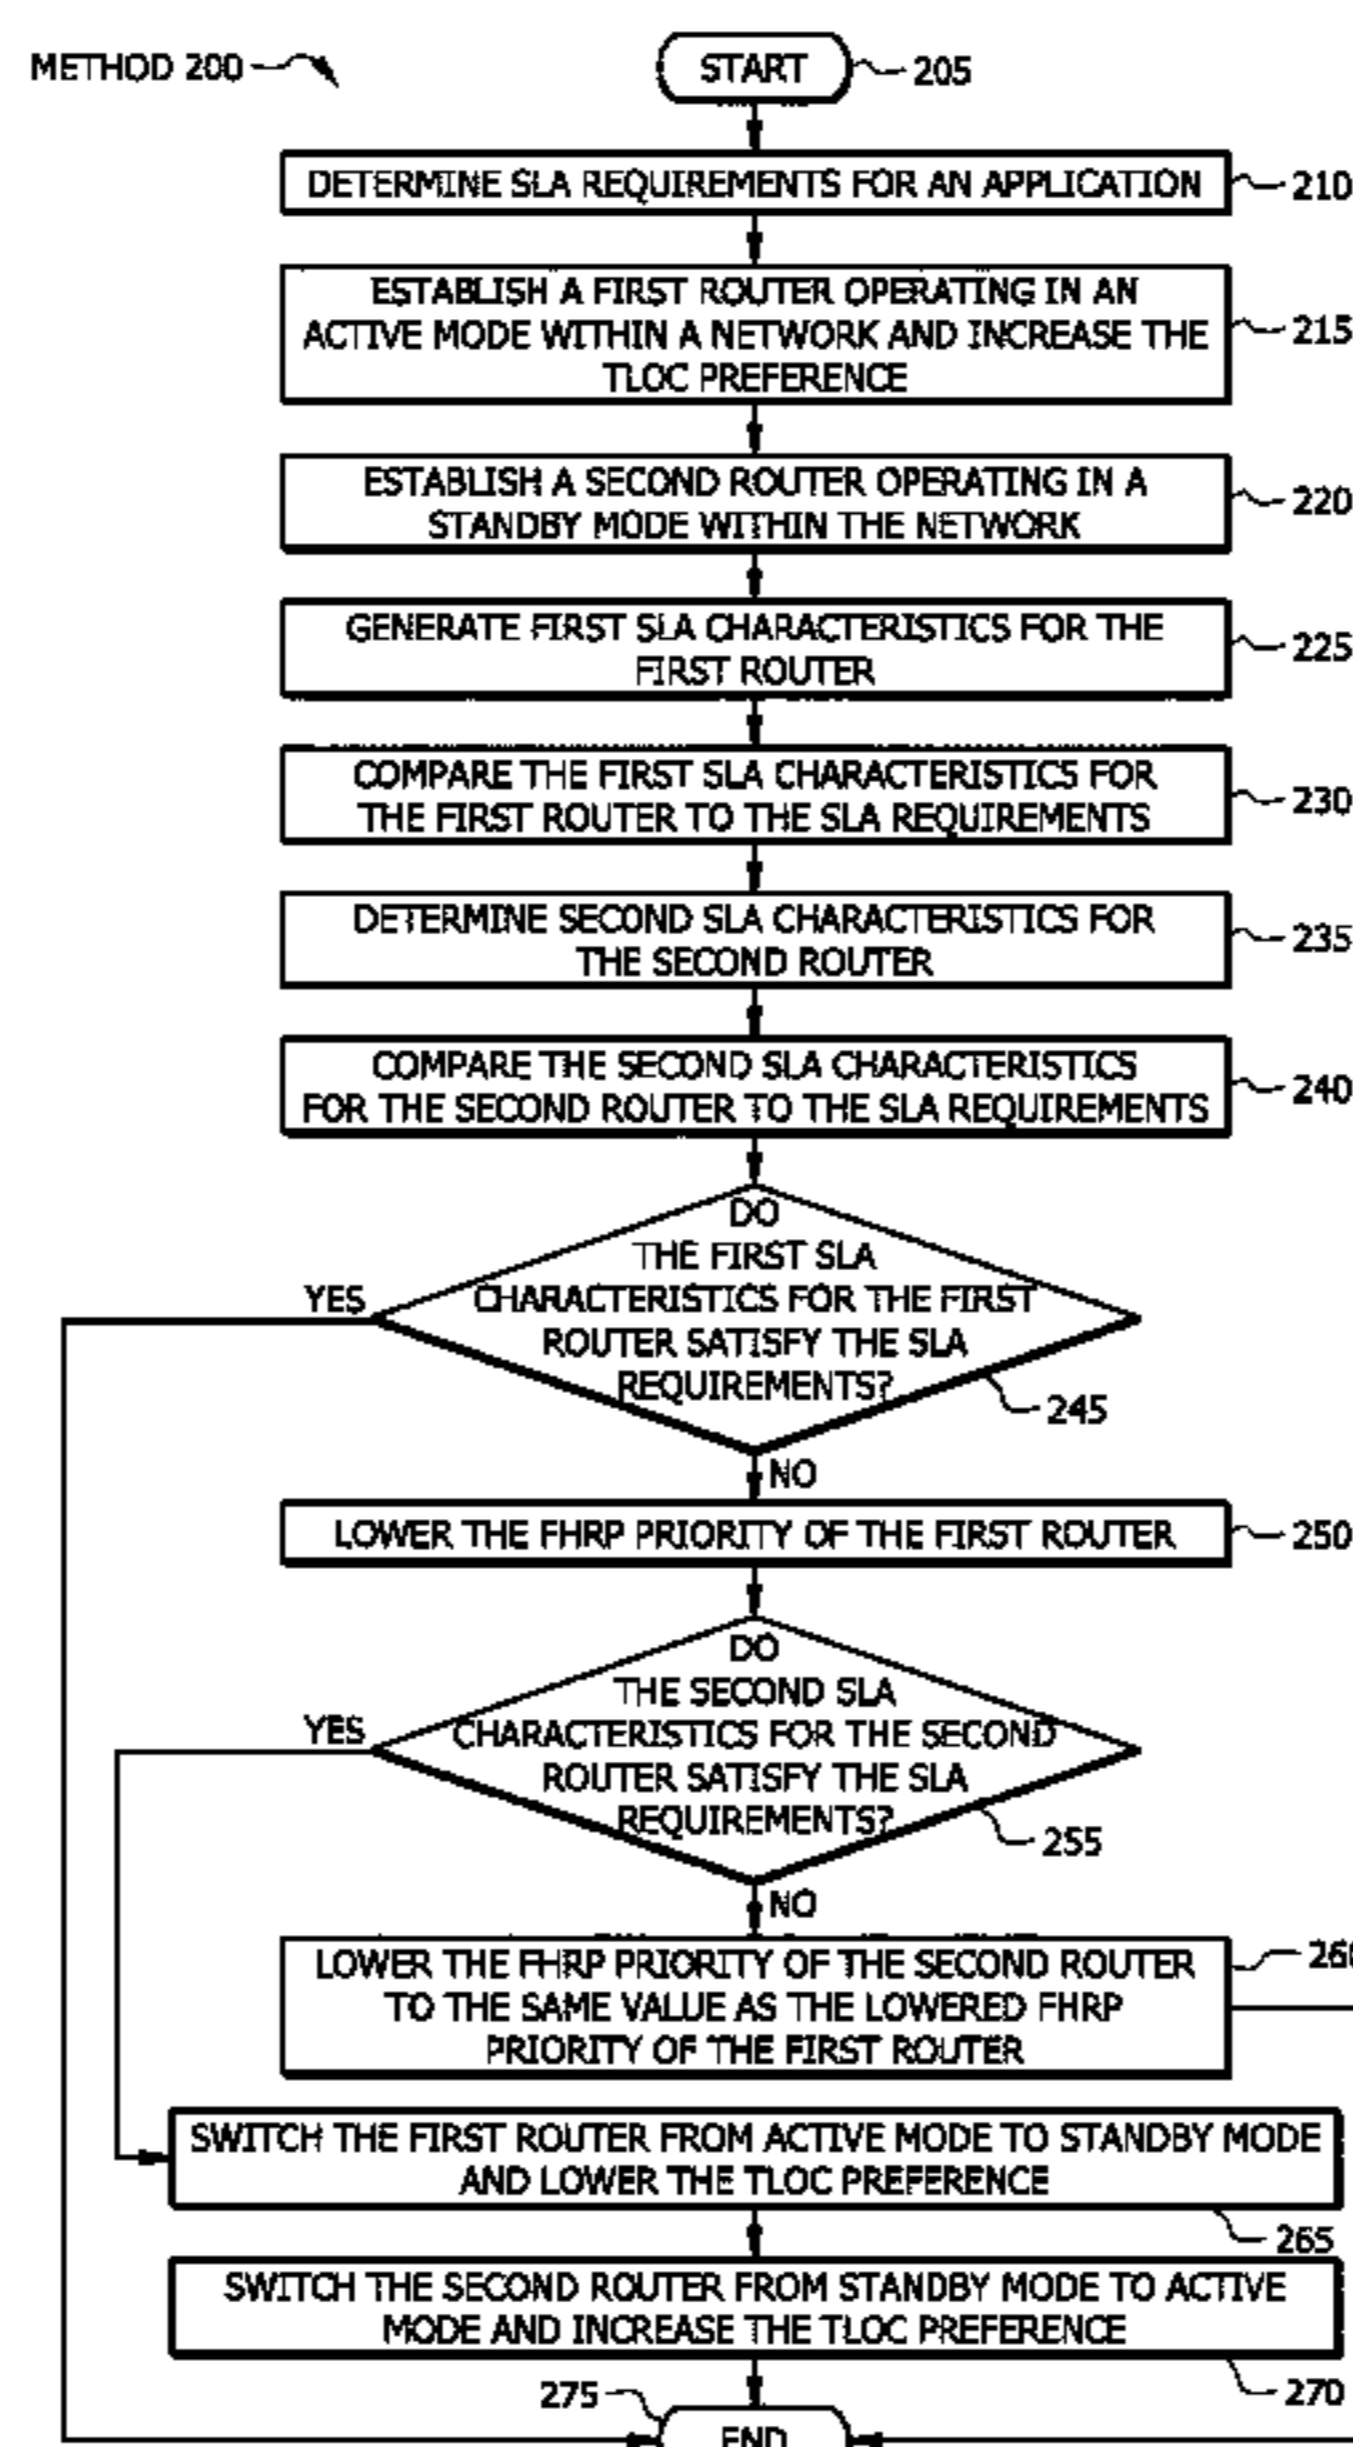 METHOD 200
START
205
DETERMINE SLA REQUIREMENTS FOR AN APPLICATION
210
ESTABLISH A FIRST ROUTER OPERATING IN AN
ACTIVE MODE WITHIN A NETWORK AND INCREASE THE
TLOC PREFERENCE
215
ESTABLISH A SECOND ROUTER OPERATING IN A
STANDBY MODE WITHIN THE NETWORK
220
GENERATE FIRST SLA CHARACTERISTICS FOR THE
FIRST ROUTER
225
COMPARE THE FIRST SLA CHARACTERISTICS FOR
THE FIRST ROUTER TO THE SLA REQUIREMENTS
230
DETERMINE SECOND SLA CHARACTERISTICS FOR
THE SECOND ROUTER
235
COMPARE THE SECOND SLA CHARACTERISTICS
FOR THE SECOND ROUTER TO THE SLA REQUIREMENTS
240
DO
THE FIRST SLA
CHARACTERISTICS FOR THE FIRST
ROUTER SATISFY THE SLA
REQUIREMENTS?
YES
245
NO
LOWER THE FHRP PRIORITY OF THE FIRST ROUTER
250
DO
THE SECOND SLA
CHARACTERISTICS FOR THE SECOND
ROUTER SATISFY THE SLA
REQUIREMENTS?
YES
255
NO
LOWER THE FHRP PRIORITY OF THE SECOND ROUTER
TO THE SAME VALUE AS THE LOWERED FHRP
PRIORITY OF THE FIRST ROUTER
260
SWITCH THE FIRST ROUTER FROM ACTIVE MODE TO STANDBY MODE
AND LOWER THE TLOC PREFERENCE
265
SWITCH THE SECOND ROUTER FROM STANDBY MODE TO ACTIVE
MODE AND INCREASE THE TLOC PREFERENCE
270
275
END